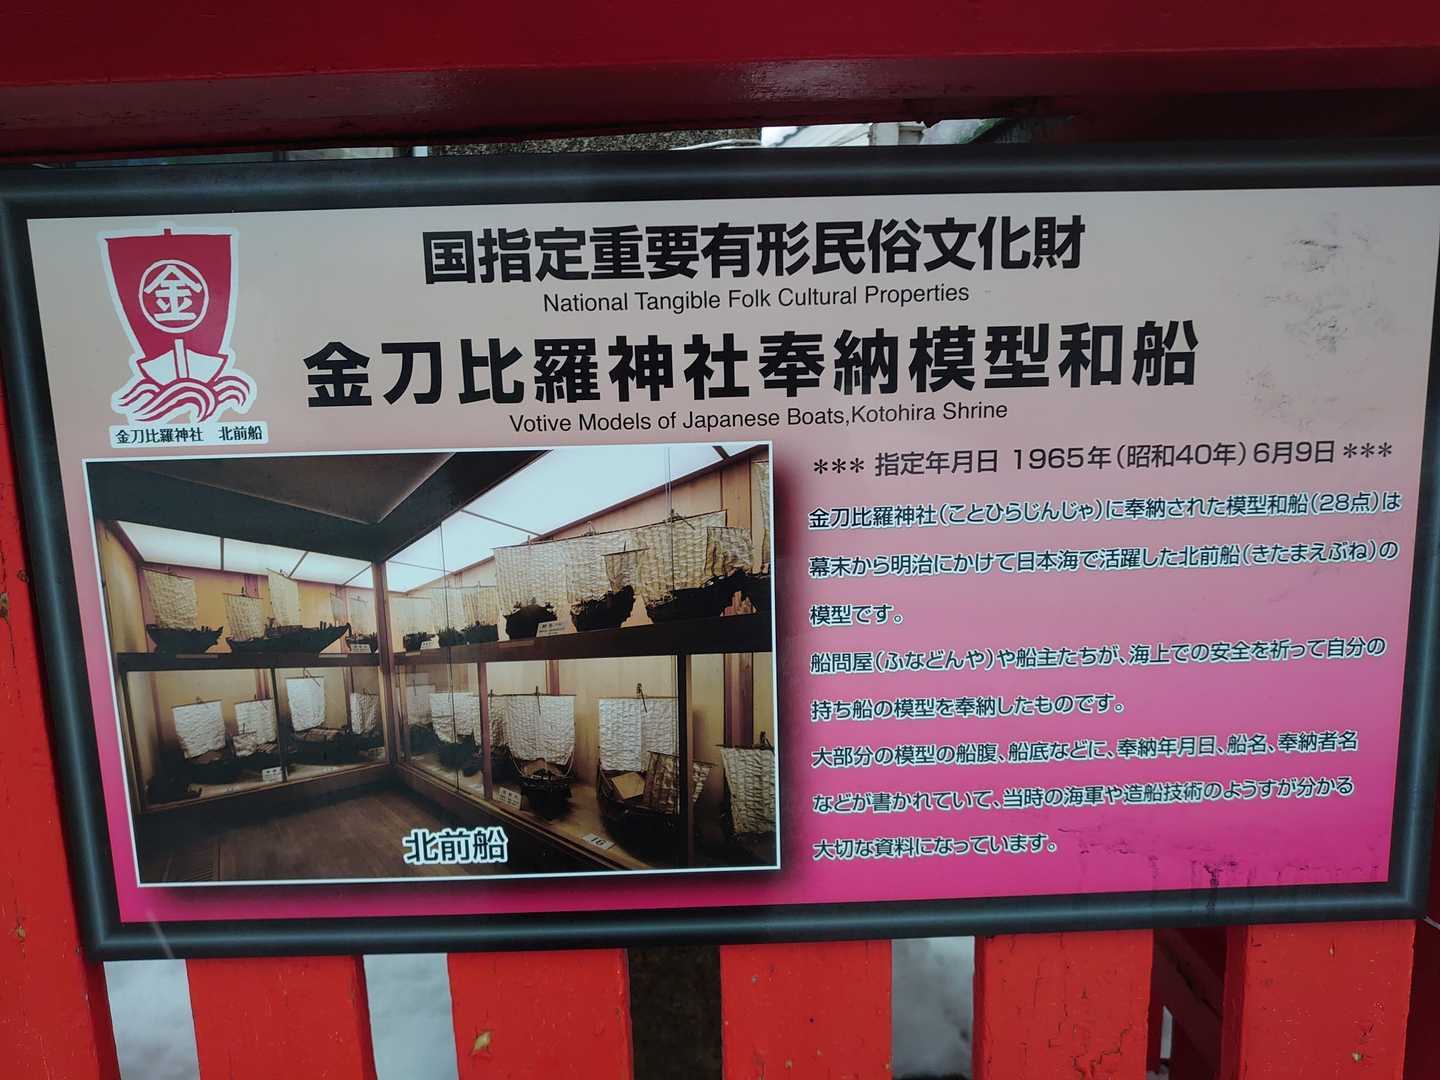 国指定重要有形民俗文化財
National Tangible Folk Cultural Properties
金刀比羅神社奉納模型和船
Votive Models of Japanese Boats,Kotohira Shrine
金
金刀比羅神社 北前船
*** 指定年月日 1965年(昭和40年)6月9日 ***
金刀比羅神社(ことひらじんじゃ)に奉納された模型和船(28点)は
幕末から明治にかけて日本海で活躍した北前船(きたまえぶね)の
模型です。
船問屋(ふなどんや)や船主たちが、海上での安全を祈って自分の
持ち船の模型を奉納したものです。
大部分の模型の船腹、船底などに、奉納年月日、船名、奉納者名
などが書かれていて、当時の海軍や造船技術のようすが分かる
大切な資料になっています。
16
北前船